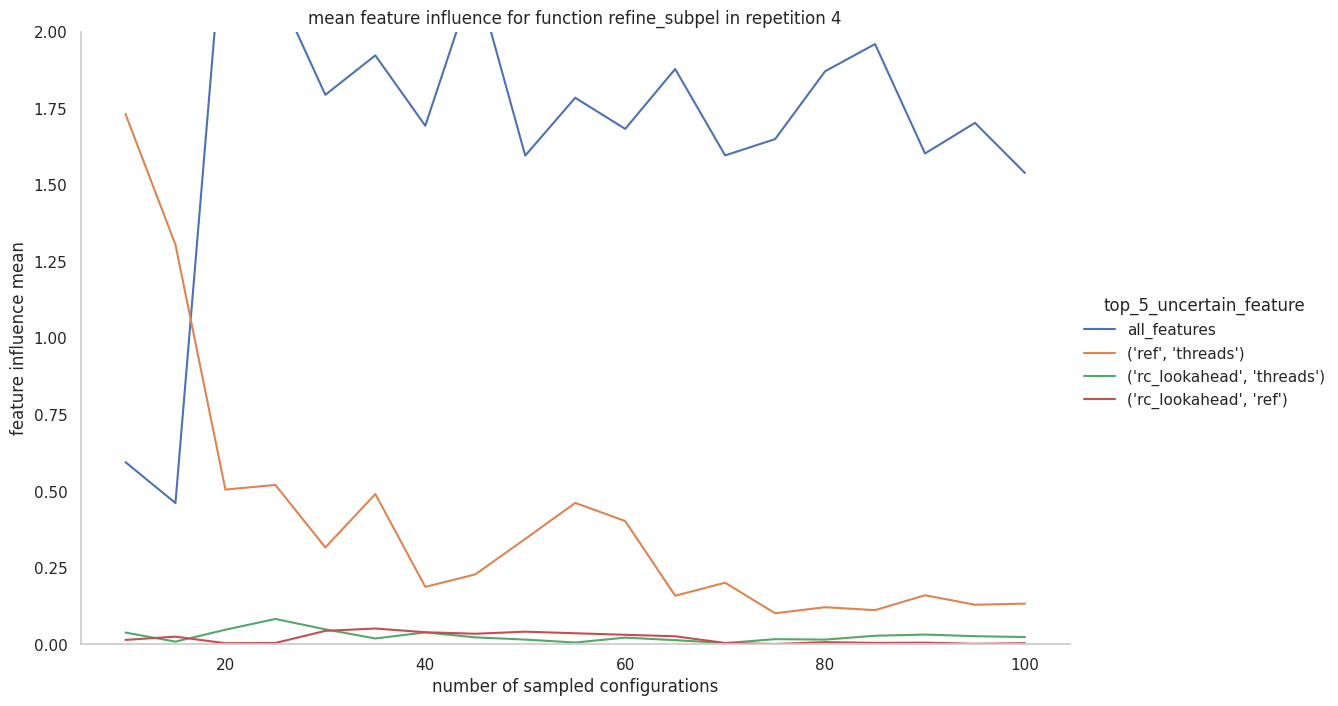 mean feature influence for function refine_subpel in repetition 4
2.00
1.75
1.50
1.25
1.00
0.75
0.50
0.25
0.00
feature influence mean
20 40 60 80 100
number of sampled configurations
top_5_uncertain_feature
all_features
('ref', 'threads')
('rc_lookahead', 'threads')
('rc_lookahead', 'ref')